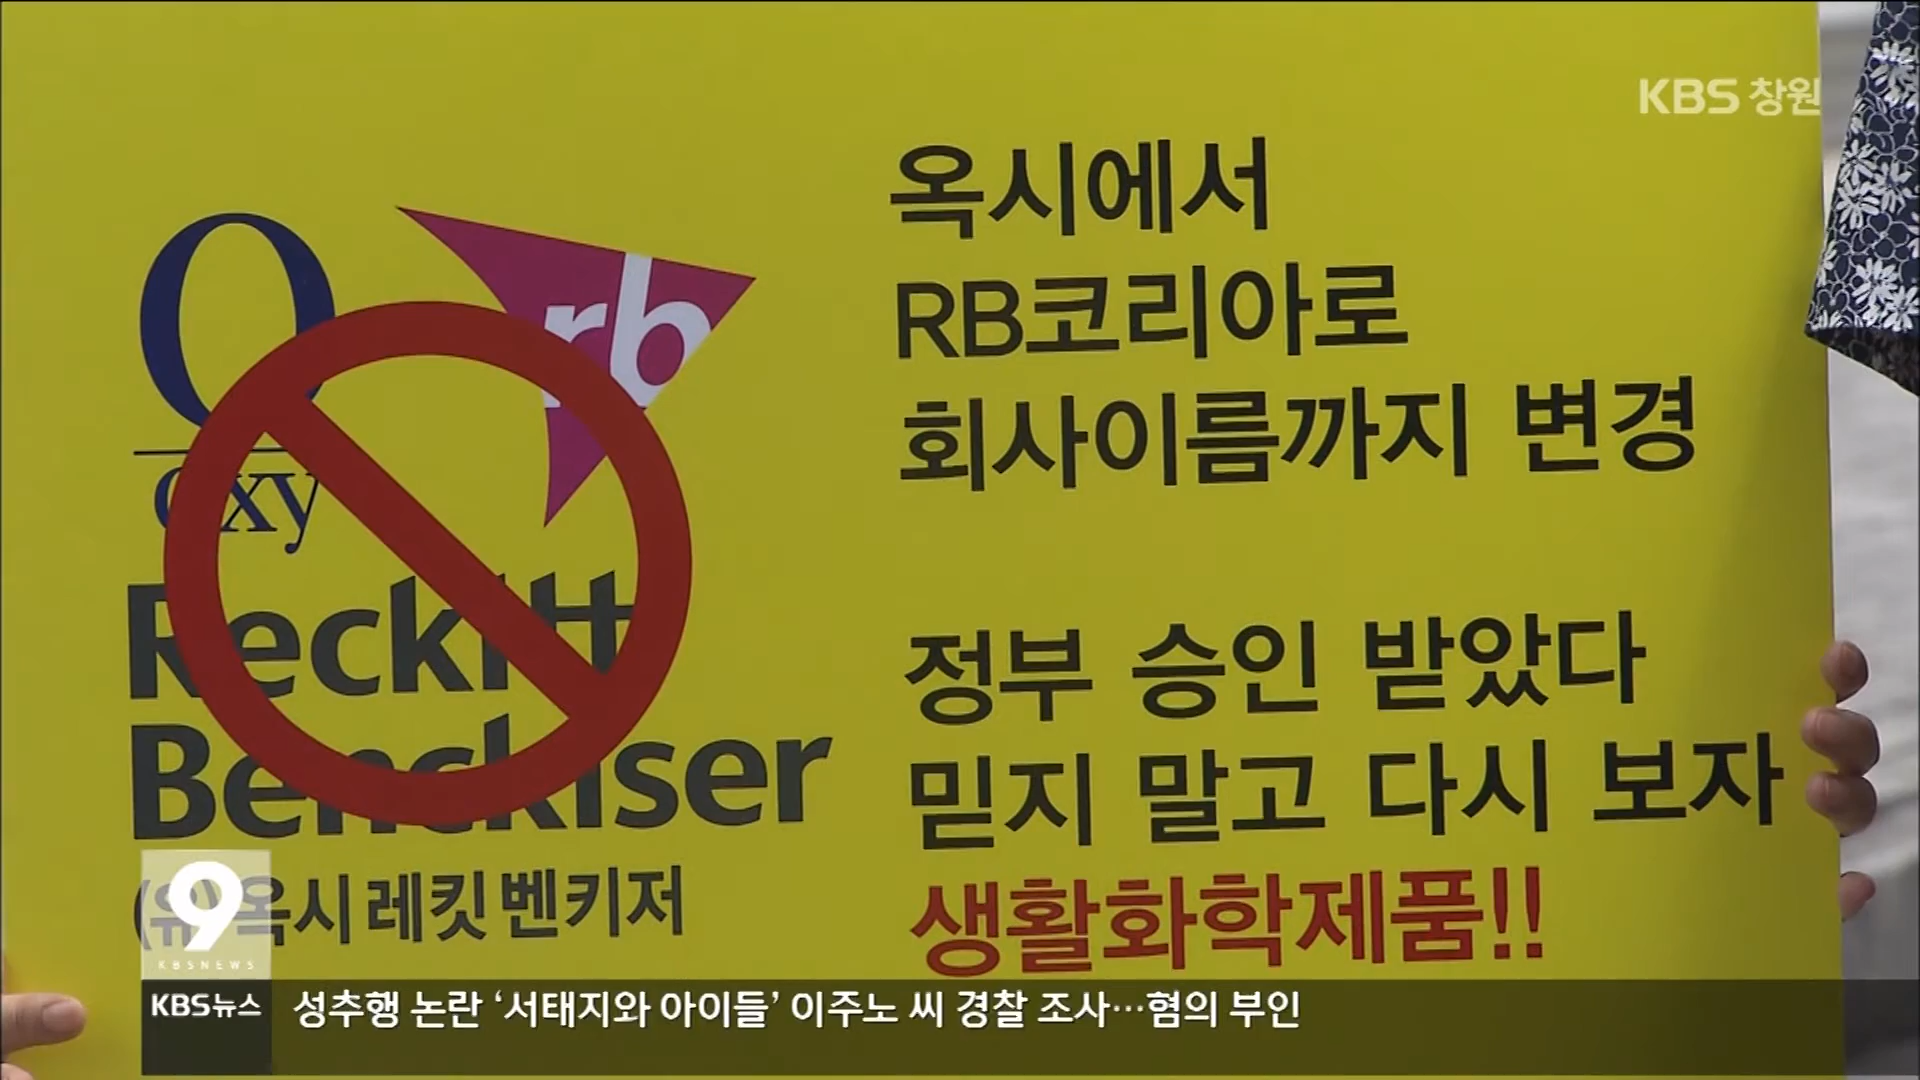 KBS 창원
O
oxy
rb
Reckitt
Benckiser
(유)옥시 레킷벤키저
옥시에서
RB코리아로
회사이름까지 변경
정부 승인 받았다
믿지 말고 다시 보자
생활화학제품!!
9
KBS NEWS
KBS뉴스
성추행 논란 ‘서태지와 아이들’ 이주노 씨 경찰 조사…혐의 부인